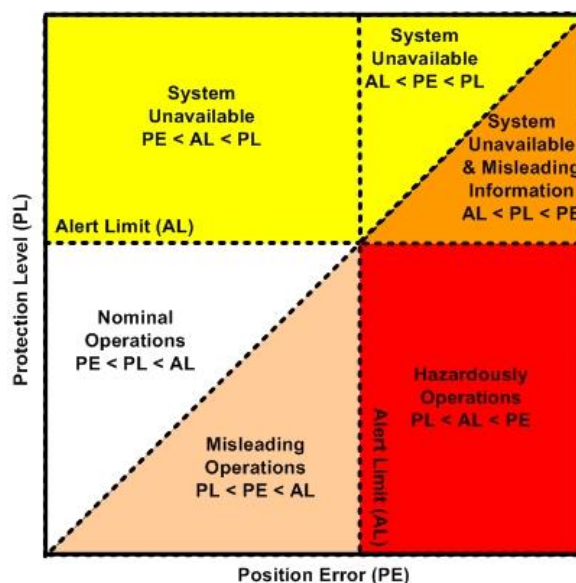 System
Unavailable
AL < PE < PL
System
Unavailable
PE < AL < PL
System
Unavailable
& Misleading
Information
AL < PL < PE
Alert Limit (AL)
Protection Level (PL)
Nominal
Operations
PE < PL < AL
Hazardously
Operations
PL < AL < PE
Misleading
Operations
PL < PE < AL
Alert Limit (AL)
Position Error (PE)